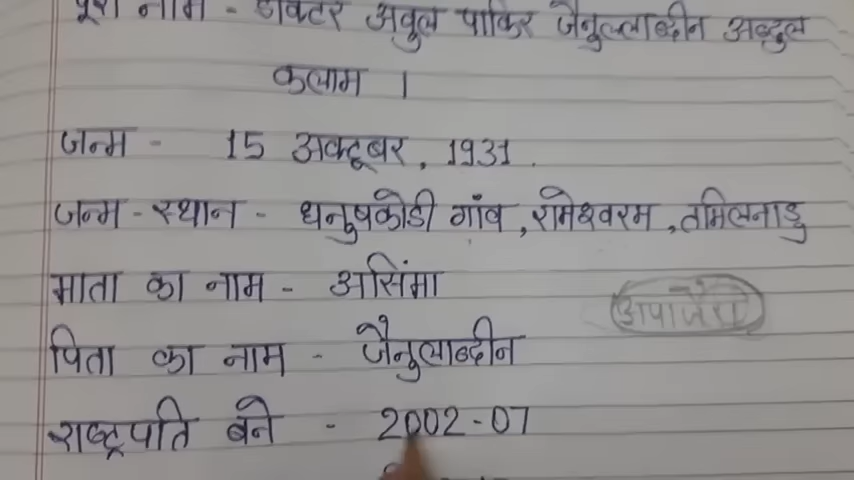 पूरा नाम - डाक्टर अवुल पाकिर जैनुल्लाब्दीन अब्दुल
कलाम ।
जन्म - 15 अक्टूबर, 1931.
जन्म-स्थान - धनुषकोडी गांव, रामेश्वरम, तमिलनाडु
माता का नाम - असिंमा
पिता का नाम - जैनुलाब्दीन
राष्ट्रपति बने - 2002-07